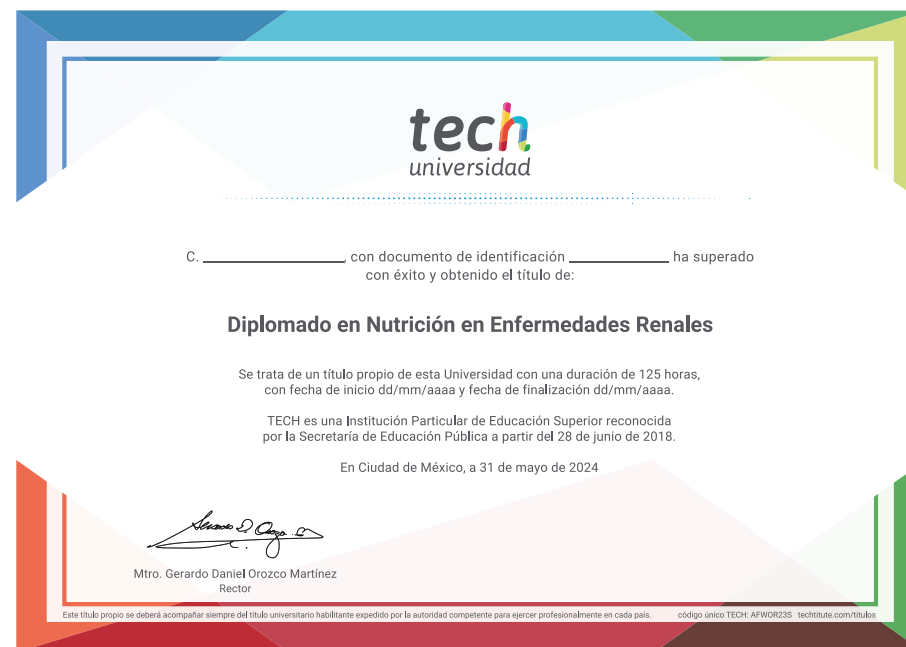 tech
universidad
C. ____________________, con documento de identificación ______________ ha superado
con éxito y obtenido el título de:
Diplomado en Nutrición en Enfermedades Renales
Se trata de un título propio de esta Universidad con una duración de 125 horas,
con fecha de inicio dd/mm/aaaa y fecha de finalización dd/mm/aaaa.
TECH es una Institución Particular de Educación Superior reconocida
por la Secretaría de Educación Pública a partir del 28 de junio de 2018.
En Ciudad de México, a 31 de mayo de 2024
Mtro. Gerardo Daniel Orozco Martínez
Rector
Este título propio se deberá acompañar siempre del título universitario habilitante expedido por la autoridad competente para ejercer profesionalmente en cada país. código único TECH: AFWOR23S techtitute.com/titulos